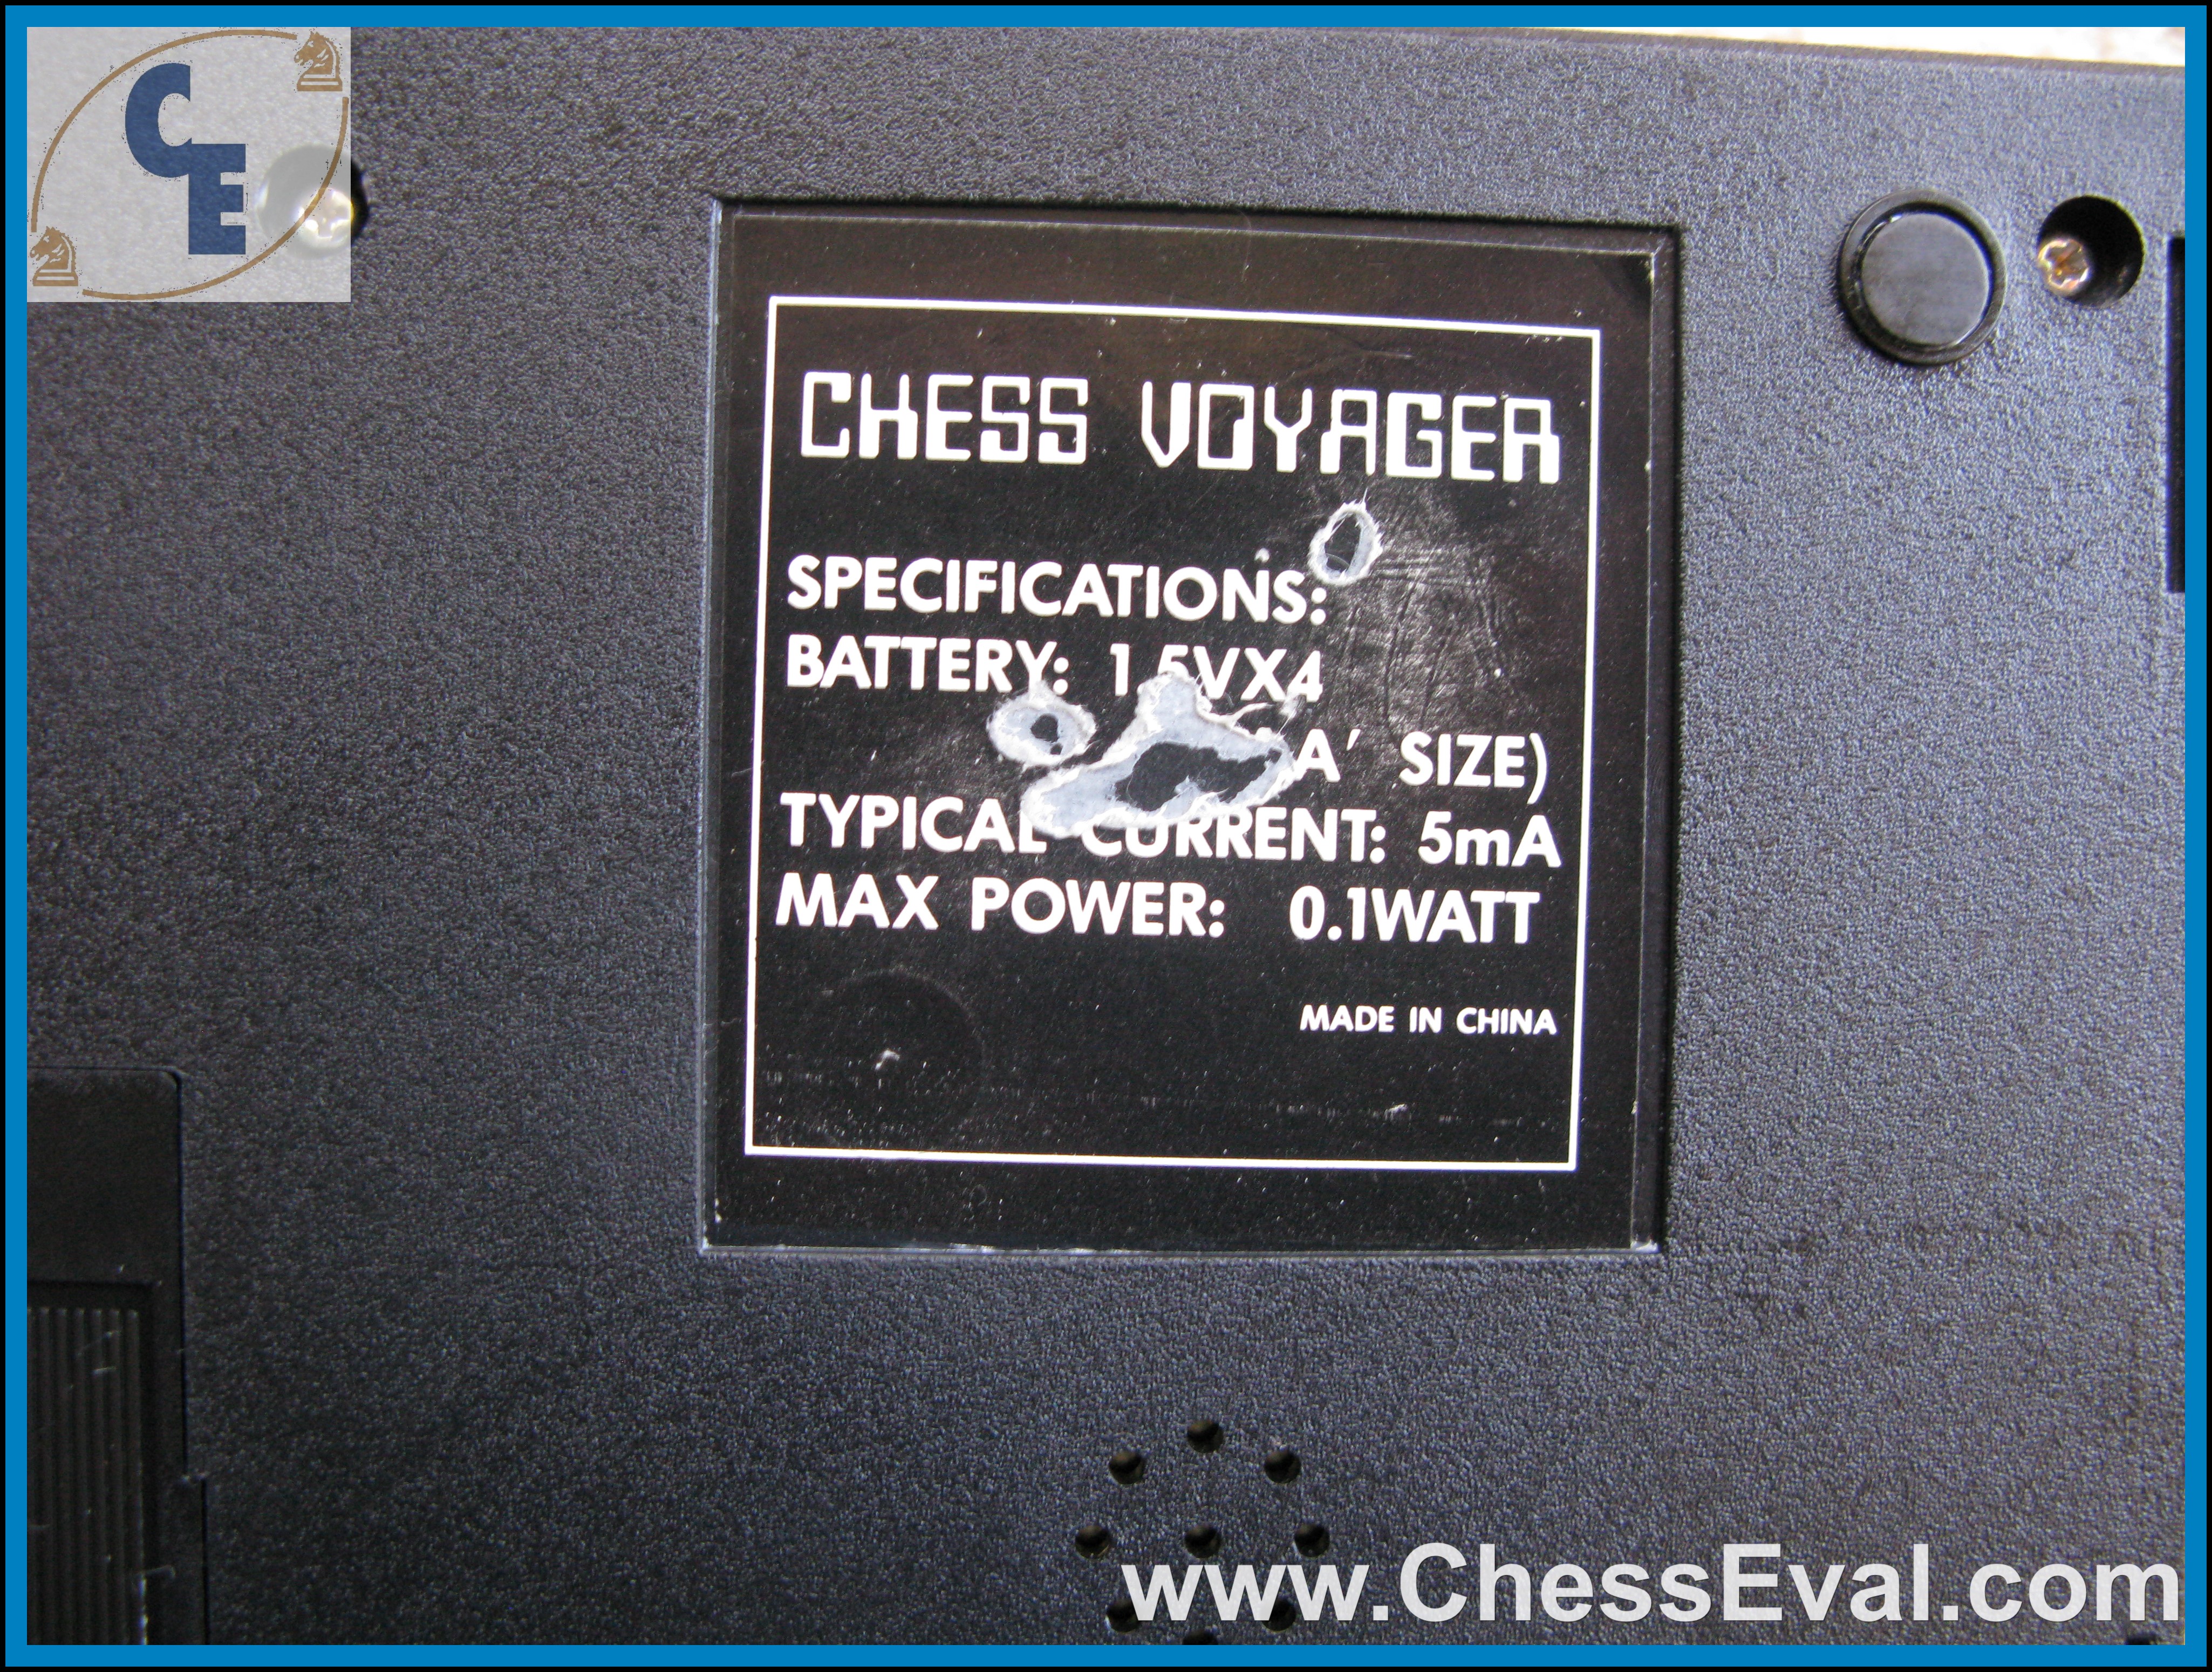 CE
CHESS VOYAGER
SPECIFICATIONS:
BATTERY: 1.5VX4
SIZE)
TYPICAL CURRENT: 5mA
MAX POWER: 0.1WATT
MADE IN CHINA
www.ChessEval.com